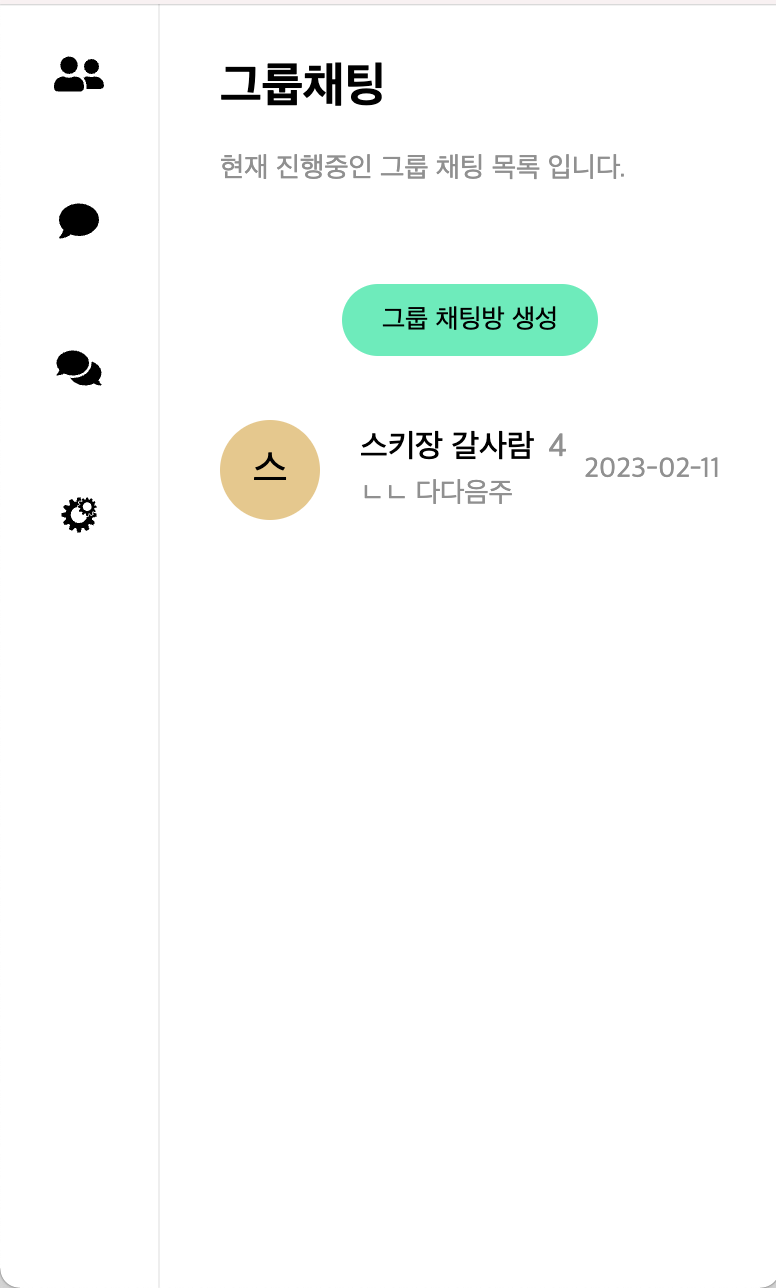 그룹채팅
현재 진행중인 그룹 채팅 목록 입니다.
그룹 채팅방 생성
스
스키장 갈사람 4
2023-02-11
ㄴㄴ 다다음주